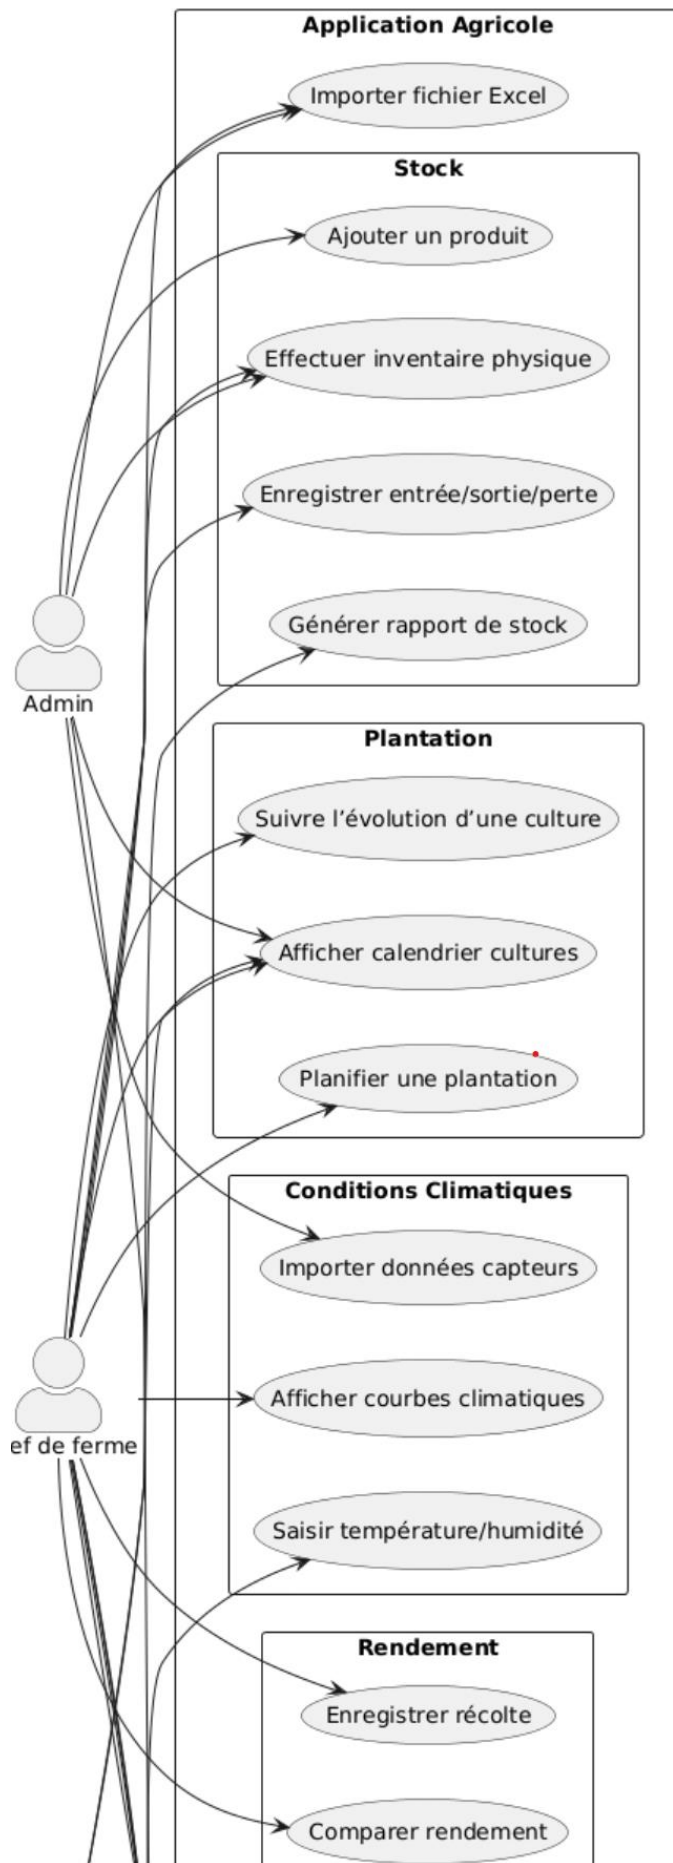 Application Agricole
Importer fichier Excel
Stock
Ajouter un produit
Effectuer inventaire physique
Enregistrer entrée/sortie/perte
Générer rapport de stock
Admin
Plantation
Suivre l’évolution d’une culture
Afficher calendrier cultures
Planifier une plantation
Conditions Climatiques
Importer données capteurs
Afficher courbes climatiques
ef de ferme
Saisir température/humidité
Rendement
Enregistrer récolte
Comparer rendement